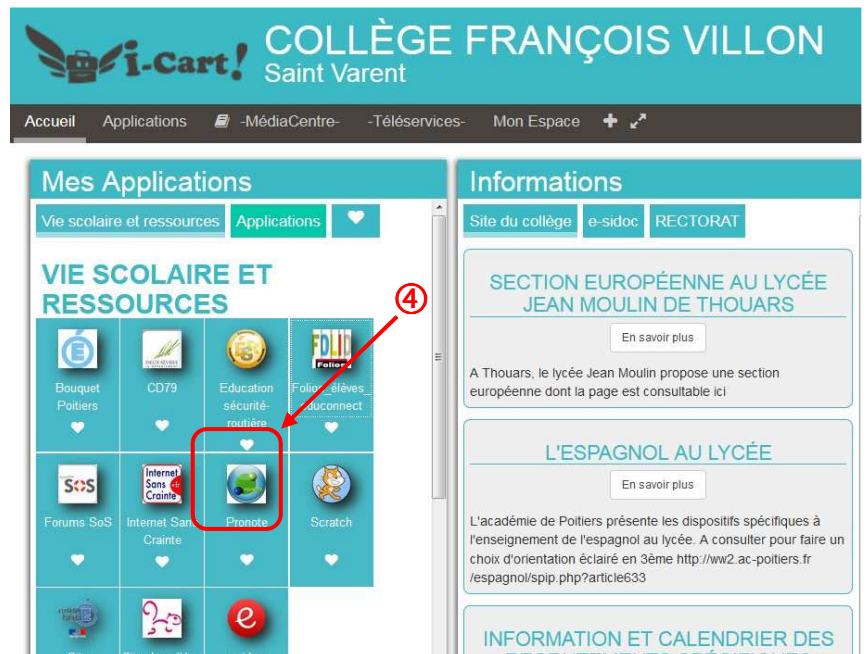 i-Cart!
COLLÈGE FRANÇOIS VILLON
Saint Varent
Accueil Applications -MédiaCentre- -Téléservices- Mon Espace
Mes Applications
Vie scolaire et ressources Applications
VIE SCOLAIRE ET
RESSOURCES
④
Bouquet
Poitiers
CD79
Education
sécurité-
routière
Folios
Folios_élèves_
educonnect
SOS
Forums SoS
Internet
Sans
Crainte
Internet Sans
Crainte
Pronote
Scratch
Informations
Site du collège e-sidoc RECTORAT
SECTION EUROPÉENNE AU LYCÉE
JEAN MOULIN DE THOUARS
En savoir plus
A Thouars, le lycée Jean Moulin propose une section
européenne dont la page est consultable ici
L'ESPAGNOL AU LYCÉE
En savoir plus
L'académie de Poitiers présente les dispositifs spécifiques à
l'enseignement de l'espagnol au lycée. A consulter pour faire un
choix d'orientation éclairé en 3ème http://ww2.ac-poitiers.fr
/espagnol/spip.php?article633
INFORMATION ET CALENDRIER DES